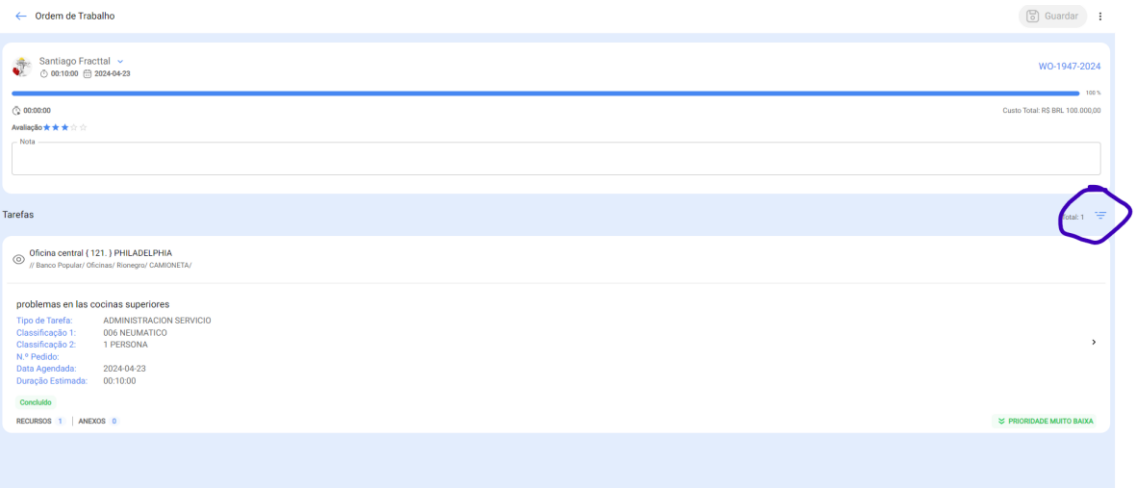 Ordem de Trabalho
Guardar
Santiago Fracttal
00:10:00 2024-04-23
WO-1947-2024
100 %
00:00:00
Custo Total: R$ BRL 100.000,00
Avaliação
Nota
Tarefas
Total: 1
Oficina central ( 121. ) PHILADELPHIA
// Banco Popular/ Oficinas/ Rionegro/ CAMIONETA/
problemas en las cocinas superiores
Tipo de Tarefa: ADMINISTRACION SERVICIO
Classificação 1: 006 NEUMATICO
Classificação 2: 1 PERSONA
N.º Pedido:
Data Agendada: 2024-04-23
Duração Estimada: 00:10:00
Concluído
RECURSOS 1 | ANEXOS 0
PRIORIDADE MUITO BAIXA